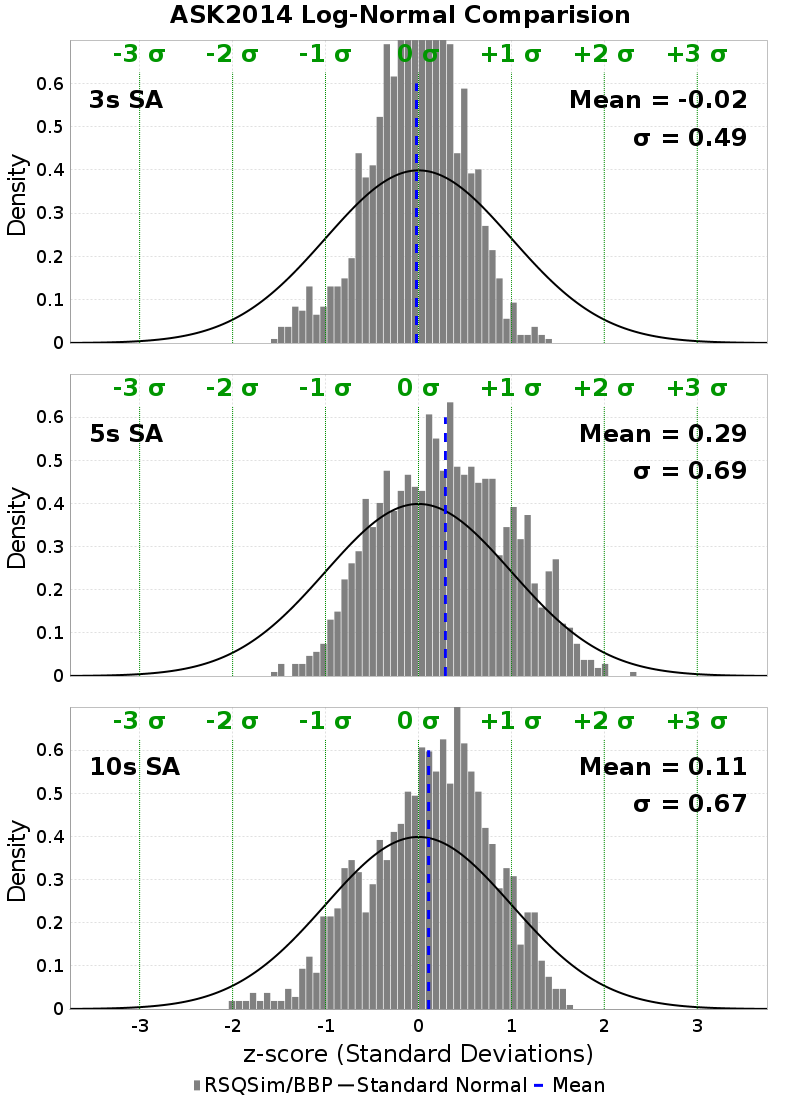 ASK2014 Log-Normal Comparision
-3 σ -2 σ -1 σ 0 σ +1 σ +2 σ +3 σ
3s SA
Mean = -0.02
σ = 0.49
Density
0.6
0.5
0.4
0.3
0.2
0.1
0
-3 σ -2 σ -1 σ 0 σ +1 σ +2 σ +3 σ
5s SA
Mean = 0.29
σ = 0.69
Density
0.6
0.5
0.4
0.3
0.2
0.1
0
-3 σ -2 σ -1 σ 0 σ +1 σ +2 σ +3 σ
10s SA
Mean = 0.11
σ = 0.67
Density
0.6
0.5
0.4
0.3
0.2
0.1
0
-3 -2 -1 0 1 2 3
z-score (Standard Deviations)
RSQSim/BBP Standard Normal Mean